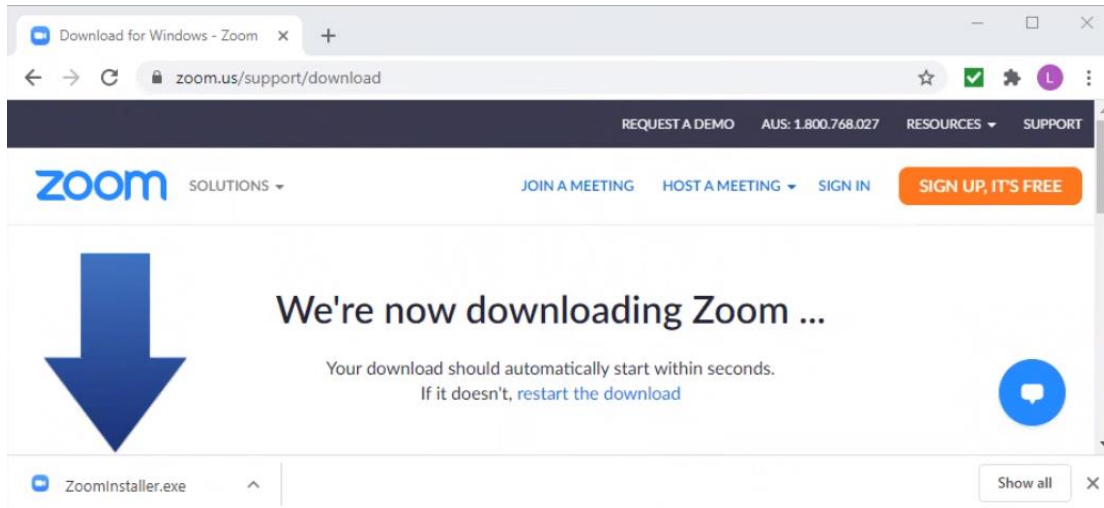 Download for Windows - Zoom
zoom.us/support/download
L
REQUEST A DEMO AUS: 1.800.768.027 RESOURCES SUPPORT
zoom SOLUTIONS JOIN A MEETING HOST A MEETING SIGN IN SIGN UP, IT'S FREE
We're now downloading Zoom ...
Your download should automatically start within seconds.
If it doesn't, restart the download
ZoomInstaller.exe Show all